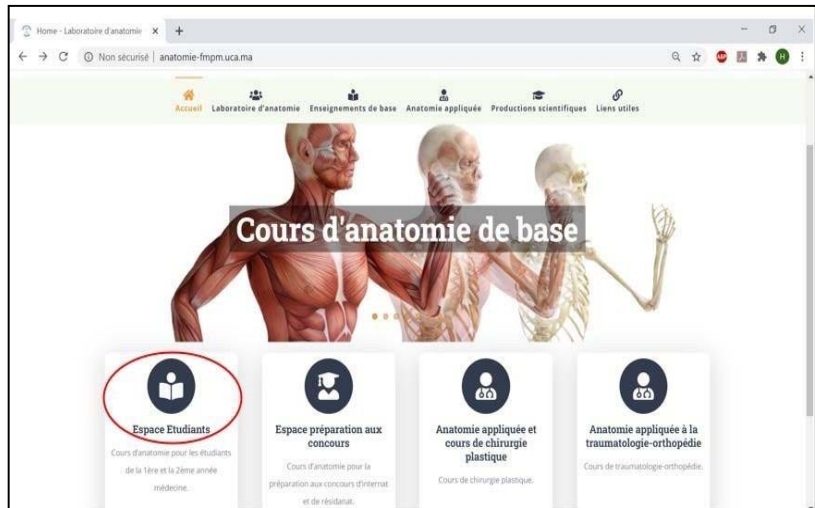 Home - Laboratoire d'anatomie
Non sécurisé | anatomie-fmpm.uca.ma
ABP
H
Accueil Laboratoire d'anatomie Enseignements de base Anatomie appliquée Productions scientifiques Liens utiles
Cours d'anatomie de base
Espace Etudiants
Cours d'anatomie pour les étudiants
de la 1ère et la 2ème année
médecine.
Espace préparation aux
concours
Cours d'anatomie pour la
préparation aux concours d'internat
et de résidanat.
Anatomie appliquée et
cours de chirurgie
plastique
Cours de chirurgie plastique.
Anatomie appliquée à la
traumatologie-orthopédie
Cours de traumatologie-orthopédie.